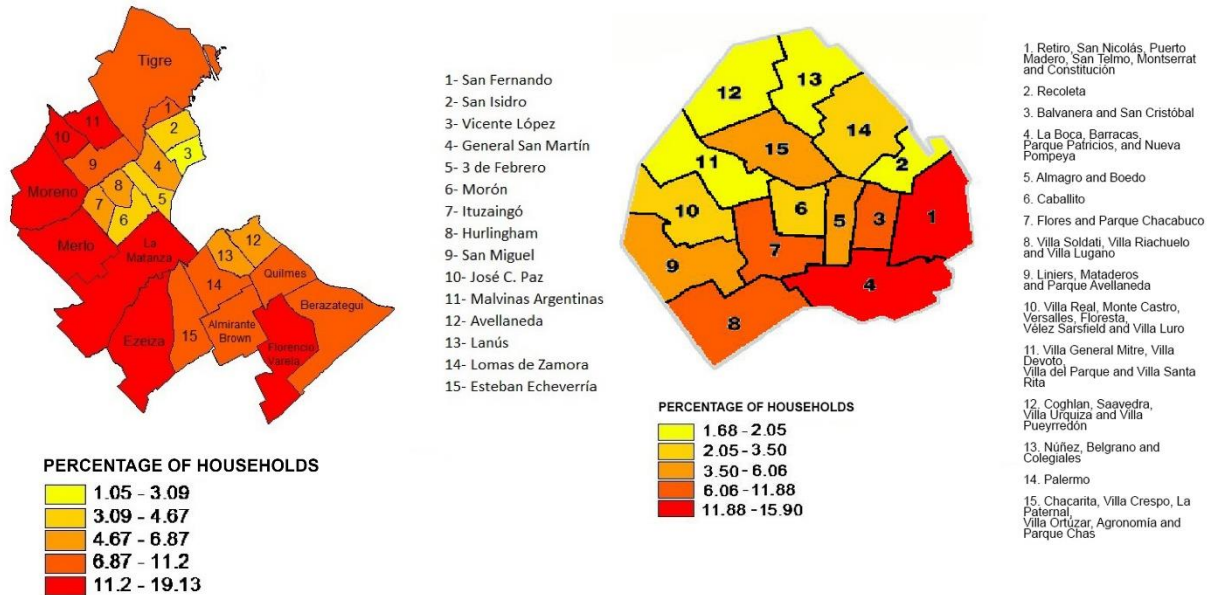 Tigre
1
2
3
4
5
6
7
8
9
10
11
Moreno
Merlo
La
Matanza
12
13
14
15
Quilmes
Berazategui
Almirante
Brown
Ezeiza
Florencio
Varela
PERCENTAGE OF HOUSEHOLDS
1.05 - 3.09
3.09 - 4.67
4.67 - 6.87
6.87 - 11.2
11.2 - 19.13
1- San Fernando
2- San Isidro
3- Vicente López
4- General San Martín
5- 3 de Febrero
6- Morón
7- Ituzaingó
8- Hurlingham
9- San Miguel
10- José C. Paz
11- Malvinas Argentinas
12- Avellaneda
13- Lanús
14- Lomas de Zamora
15- Esteban Echeverría
12
13
14
15
2
11
10
6
5
3
1
7
9
4
8
PERCENTAGE OF HOUSEHOLDS
1.68 - 2.05
2.05 - 3.50
3.50 - 6.06
6.06 - 11.88
11.88 - 15.90
1. Retiro, San Nicolás, Puerto
Madero, San Telmo, Montserrat
and Constitución
2. Recoleta
3. Balvanera and San Cristóbal
4. La Boca, Barracas,
Parque Patricios, and Nueva
Pompeya
5. Almagro and Boedo
6. Caballito
7. Flores and Parque Chacabuco
8. Villa Soldati, Villa Riachuelo
and Villa Lugano
9. Liniers, Mataderos
and Parque Avellaneda
10. Villa Real, Monte Castro,
Versalles, Floresta,
Vélez Sarsfield and Villa Luro
11. Villa General Mitre, Villa
Devoto,
Villa del Parque and Villa Santa
Rita
12. Coghlan, Saavedra,
Villa Urquiza and Villa
Pueyrredón
13. Núñez, Belgrano and
Colegiales
14. Palermo
15. Chacarita, Villa Crespo, La
Paternal,
Villa Ortúzar, Agronomía and
Parque Chas